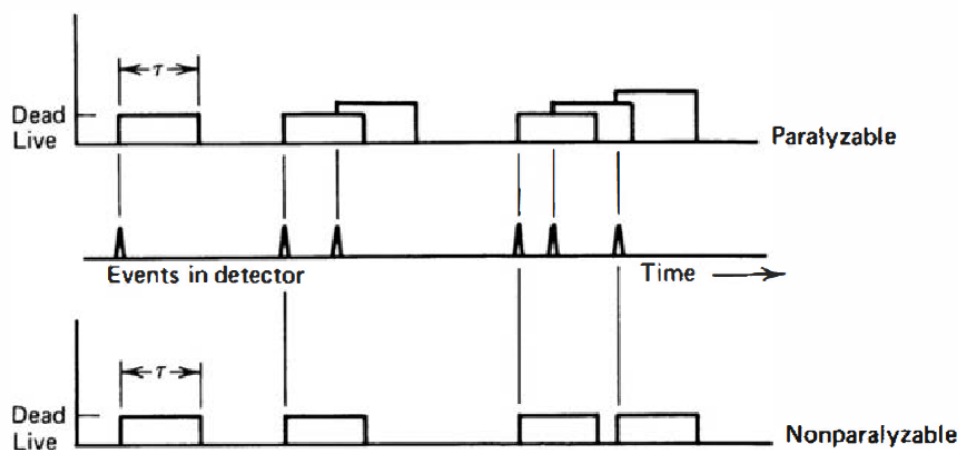 τ
Dead
Live
Paralyzable
Events in detector
Time
τ
Dead
Live
Nonparalyzable